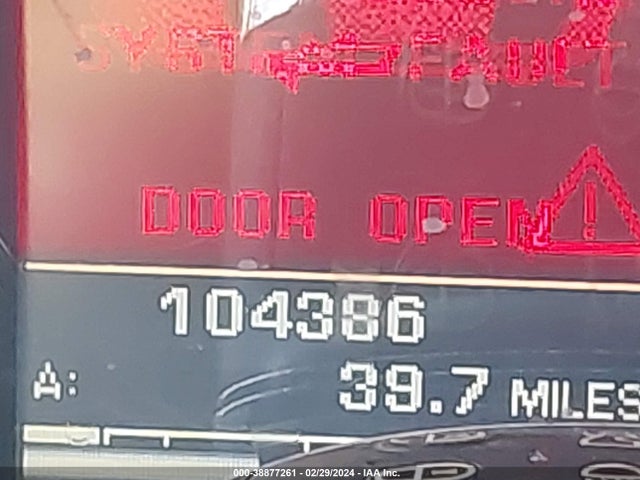 DOOR OPEN
104386
A: 39.7 MILES
000-38877261 - 02/29/2024 - IAA Inc.